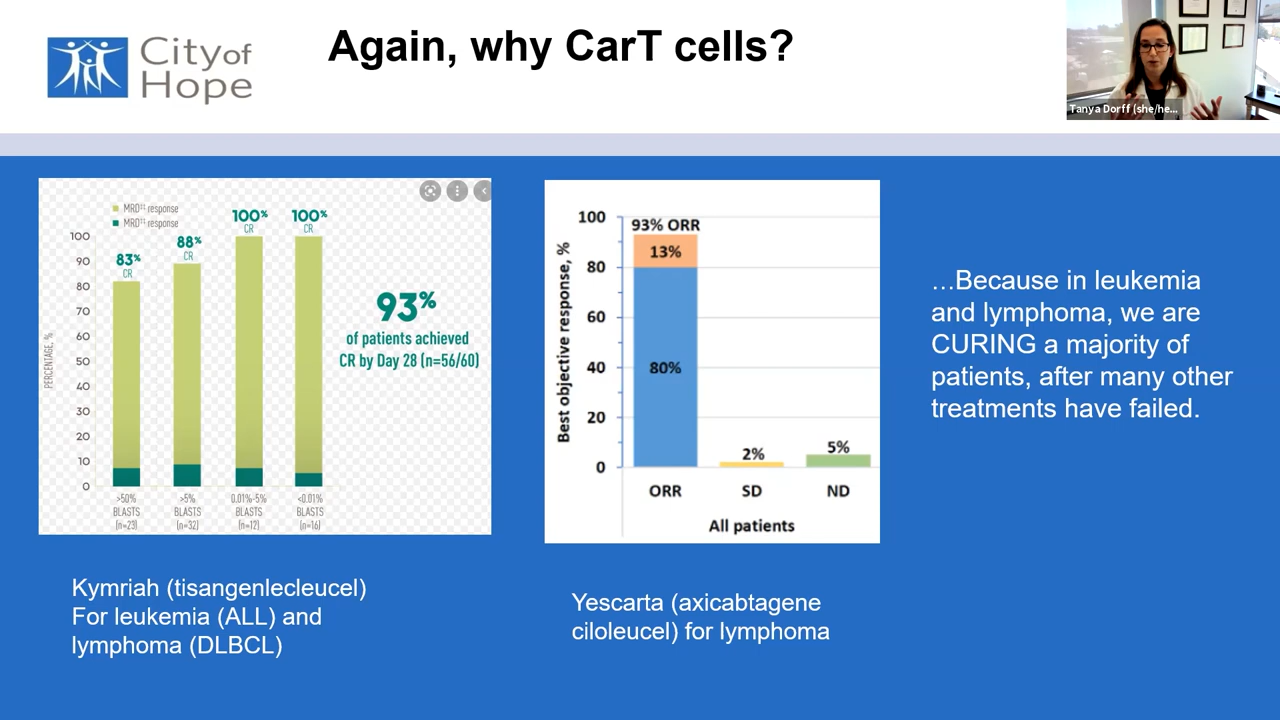 Again, why CarT cells?
City of
Hope
Tanya Dorff (she/he...
MRD‡‡ response
MRD‡‡ response
100
90
80
70
60
50
40
30
20
10
0
PERCENTAGE, %
83%
CR
88%
CR
100%
CR
100%
CR
>50%
BLASTS
(n=23)
>5%
BLASTS
(n=32)
0.01%-5%
BLASTS
(n=12)
<0.01%
BLASTS
(n=16)
93%
of patients achieved
CR by Day 28 (n=56/60)
Best objective response, %
100
80
60
40
20
0
93% ORR
13%
80%
2%
5%
ORR SD ND
All patients
...Because in leukemia
and lymphoma, we are
CURING a majority of
patients, after many other
treatments have failed.
Kymriah (tisangenlecleucel)
For leukemia (ALL) and
lymphoma (DLBCL)
Yescarta (axicabtagene
ciloleucel) for lymphoma